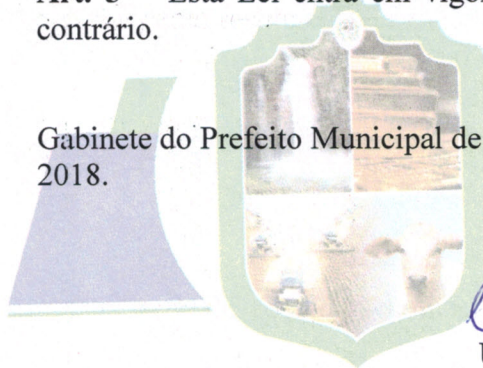 Art. 3º - Esta Lei entra em vigor
contrário.
Gabinete do Prefeito Municipal de
2018.